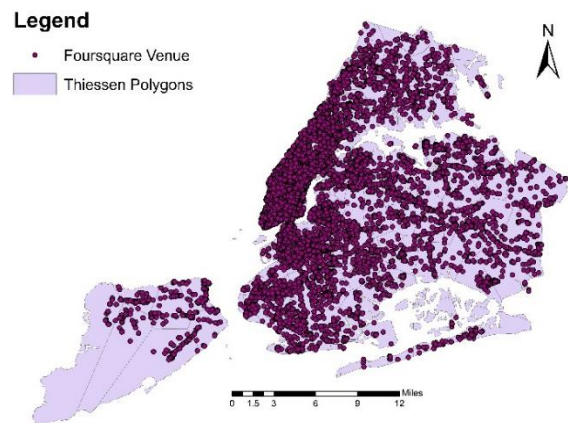 Legend
Foursquare Venue
Thiessen Polygons
N
Miles
0 1.5 3 6 9 12